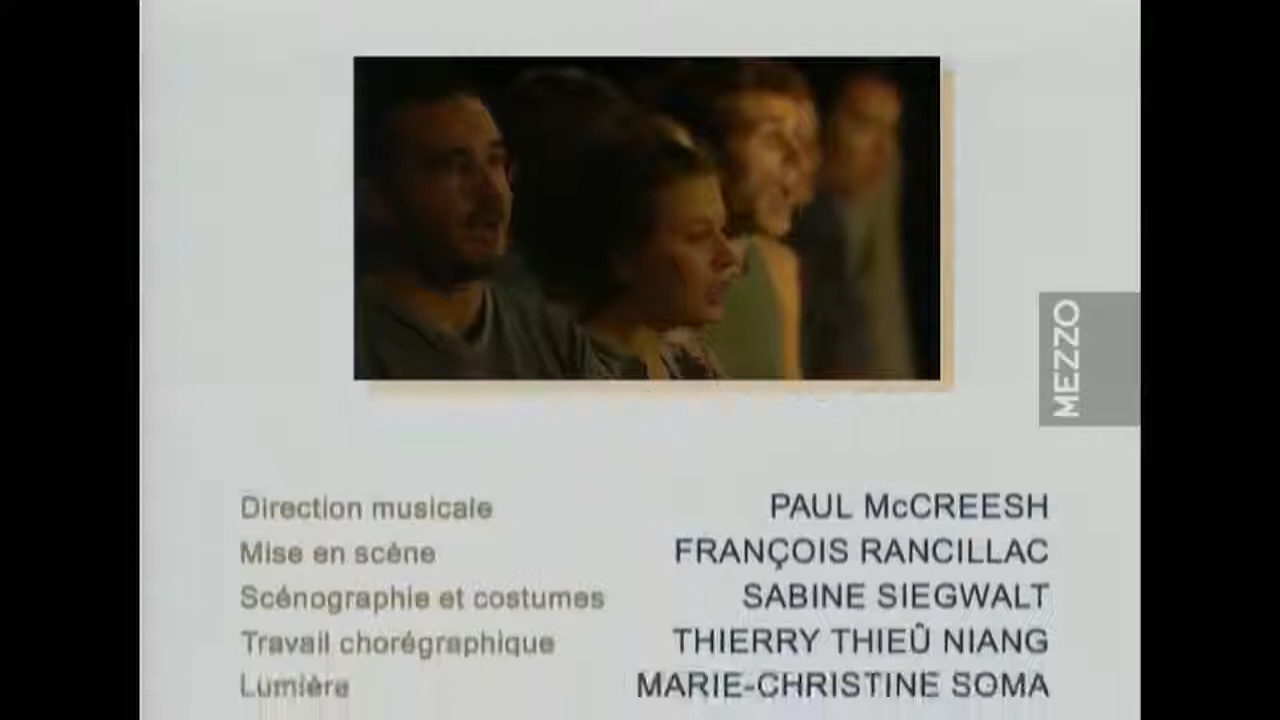 MEZZO
Direction musicale PAUL McCREESH
Mise en scène FRANÇOIS RANCILLAC
Scénographie et costumes SABINE SIEGWALT
Travail chorégraphique THIERRY THIEÛ NIANG
Lumière MARIE-CHRISTINE SOMA